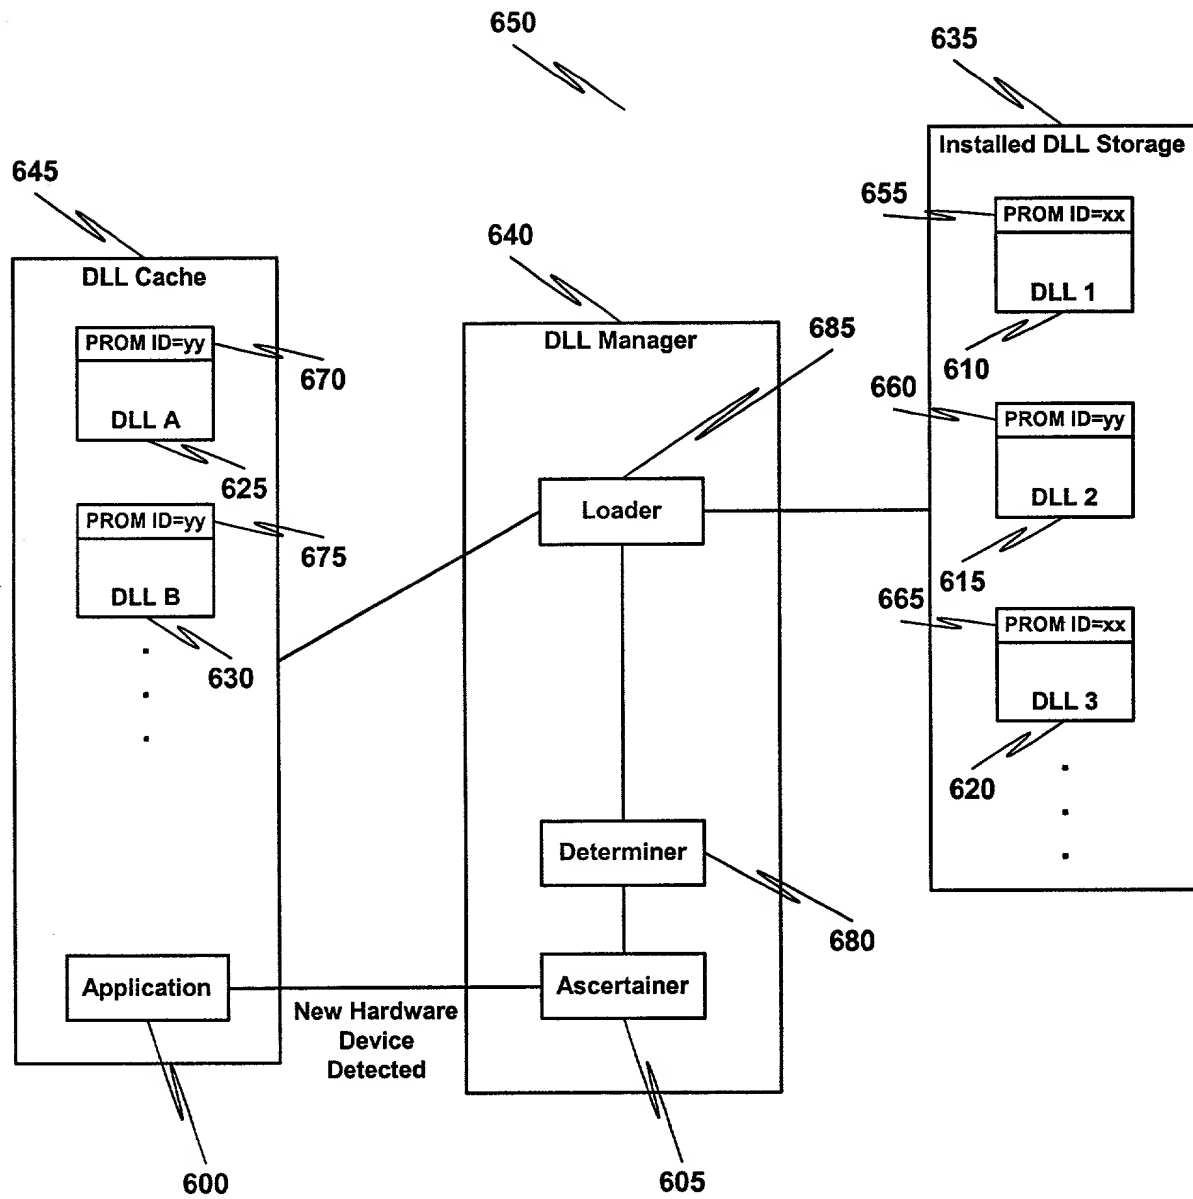 650
635
Installed DLL Storage
655
PROM ID=xx
DLL 1
610
660
PROM ID=yy
DLL 2
615
665
PROM ID=xx
DLL 3
620
.
.
.
645
DLL Cache
PROM ID=yy
670
DLL A
625
PROM ID=yy
675
DLL B
630
.
.
.
Application
600
New Hardware
Device
Detected
640
DLL Manager
685
Loader
Determiner
680
Ascertainer
605